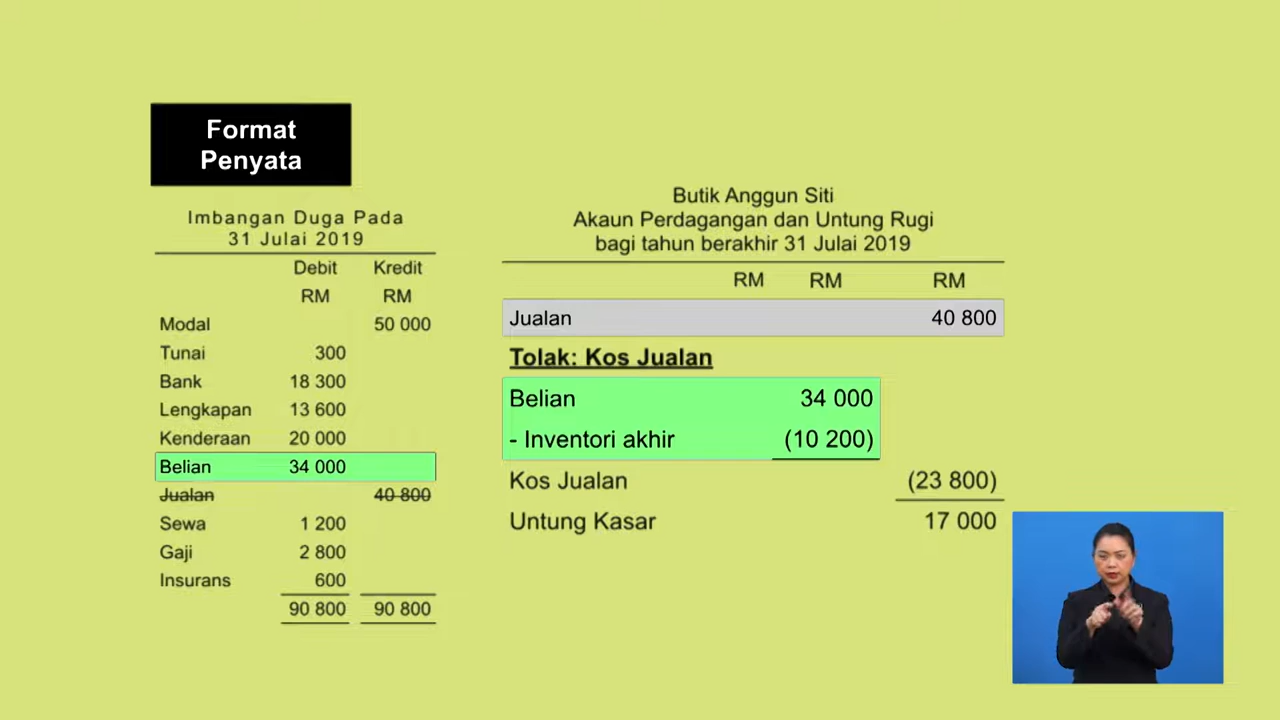 Format
Penyata
Imbangan Duga Pada
31 Julai 2019
Debit Kredit
RM RM
Modal 50 000
Tunai 300
Bank 18 300
Lengkapan 13 600
Kenderaan 20 000
Belian 34 000
Jualan 40 800
Sewa 1 200
Gaji 2 800
Insurans 600
90 800 90 800
Butik Anggun Siti
Akaun Perdagangan dan Untung Rugi
bagi tahun berakhir 31 Julai 2019
RM RM RM
Jualan 40 800
Tolak: Kos Jualan
Belian 34 000
- Inventori akhir (10 200)
Kos Jualan (23 800)
Untung Kasar 17 000